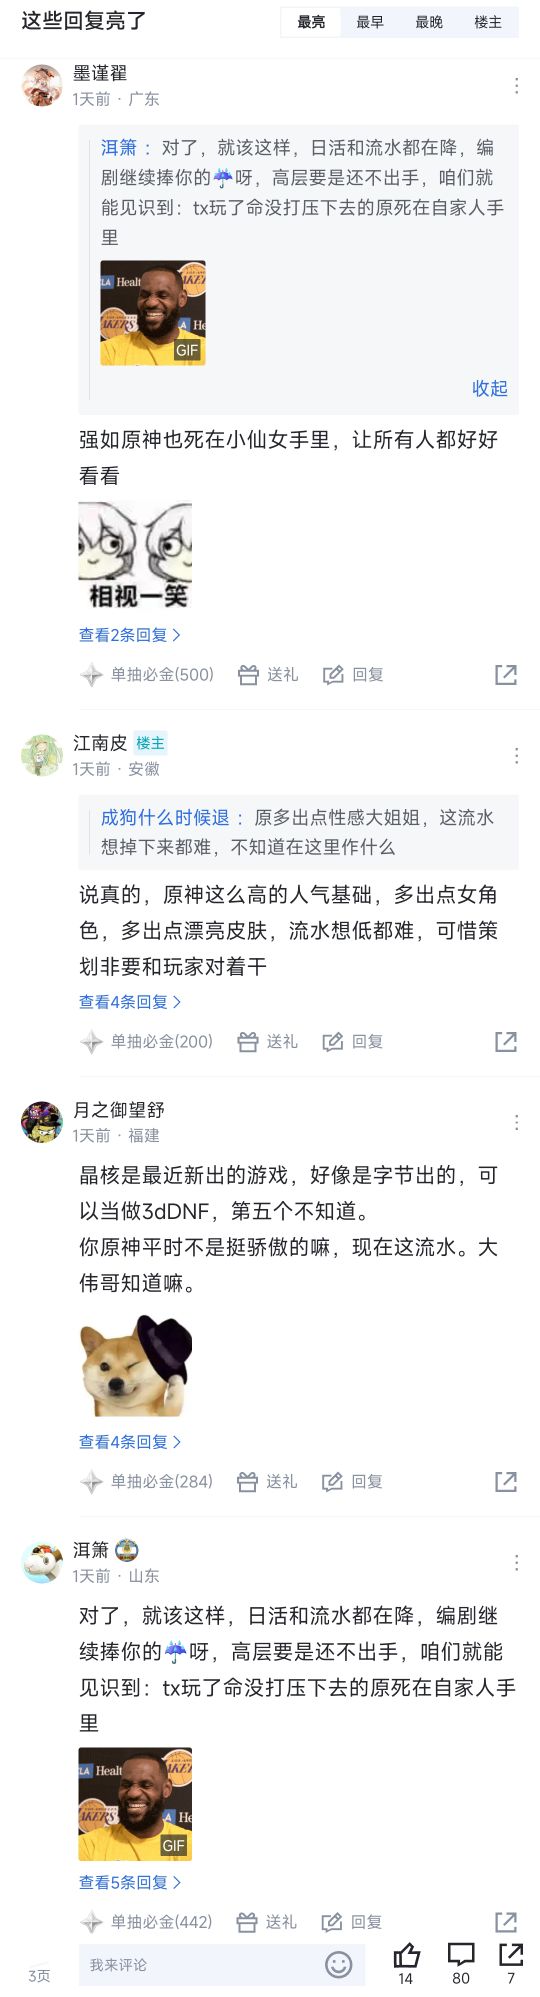 这些回复亮了
最亮
最早
最晚
楼主
墨谨翟
1天前 · 广东
洱箫 ：对了，就该这样，日活和流水都在降，编
剧继续捧你的☔呀，高层要是还不出手，咱们就
能见识到：tx玩了命没打压下去的原死在自家人手
里
LA Healt
LAKERS
AKE
He
GIF
收起
强如原神也死在小仙女手里，让所有人都好好
看看
相视一笑
查看2条回复
单抽必金(500)
送礼
回复
江南皮 楼主
1天前 · 安徽
成狗什么时候退 ：原多出点性感大姐姐，这流水
想掉下来都难，不知道在这里作什么
说真的，原神这么高的人气基础，多出点女角
色，多出点漂亮皮肤，流水想低都难，可惜策
划非要和玩家对着干
查看4条回复
单抽必金(200)
送礼
回复
月之御望舒
1天前 · 福建
晶核是最近新出的游戏，好像是字节出的，可
以当做3dDNF，第五个不知道。
你原神平时不是挺骄傲的嘛，现在这流水。大
伟哥知道嘛。
查看4条回复
单抽必金(284)
送礼
回复
洱箫
1天前 · 山东
对了，就该这样，日活和流水都在降，编剧继
续捧你的☔呀，高层要是还不出手，咱们就能
见识到：tx玩了命没打压下去的原死在自家人手
里
LA Healt
AKERS
AKE
He
GIF
查看5条回复
单抽必金(442)
送礼
回复
3页
我来评论
14
80
7